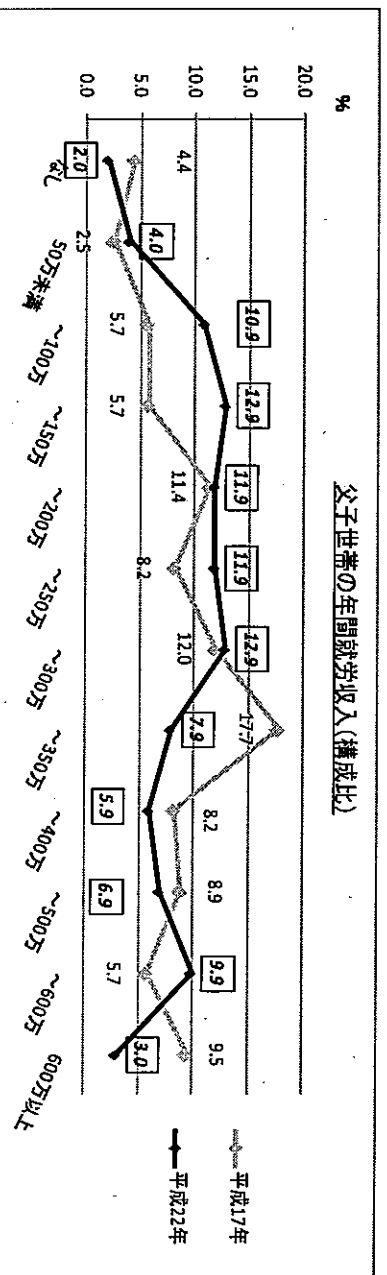 父子世帯の年間就労収入(構成比)
%
20.0
15.0
10.0
5.0
0.0
4.4
2.5
5.7
5.7
11.4
8.2
12.0
17.7
8.2
8.9
5.7
9.5
2.0
4.0
10.9
12.9
11.9
11.9
12.9
7.9
5.9
6.9
9.9
3.0
なし
50万未満
~100万
~150万
~200万
~250万
~300万
~350万
~400万
~500万
~600万
600万以上
平成17年
平成22年